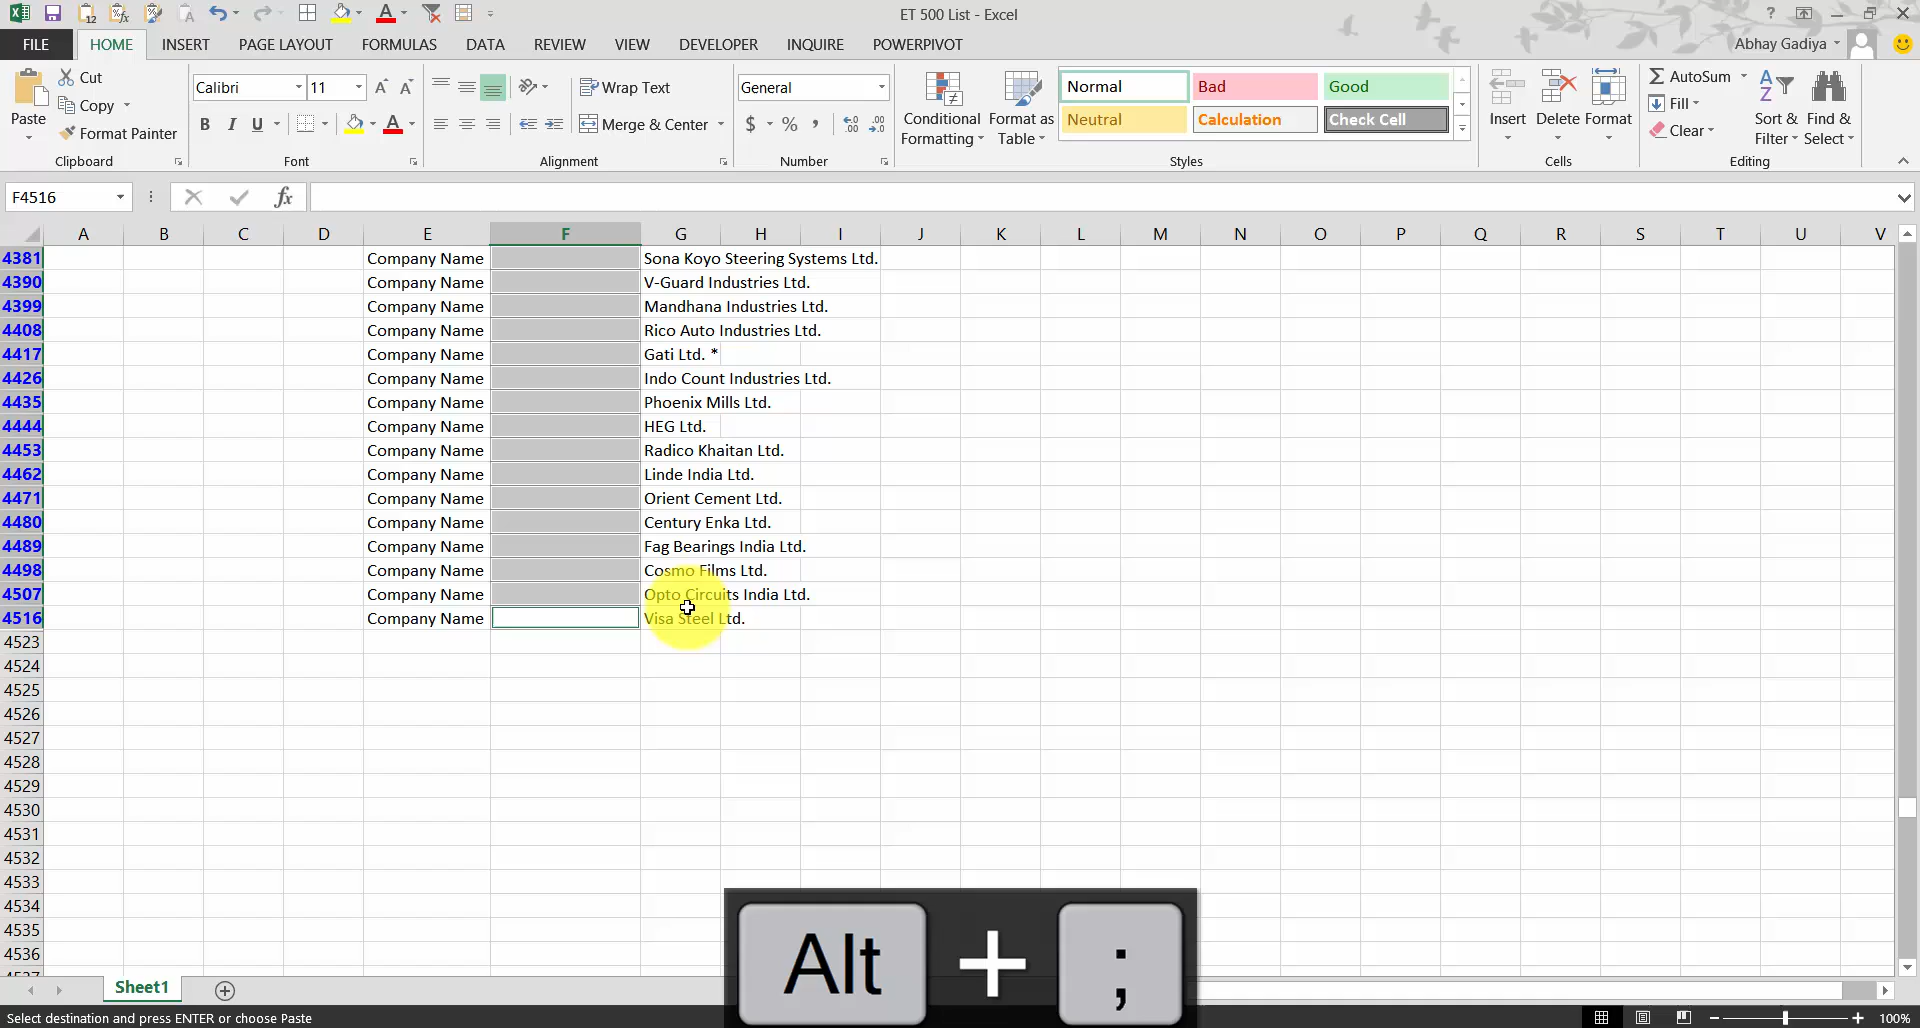 ET 500 List - Excel
?
FILE HOME INSERT PAGE LAYOUT FORMULAS DATA REVIEW VIEW DEVELOPER INQUIRE POWERPIVOT Abhay Gadiya
Paste
Cut
Copy
Format Painter
Clipboard
Calibri 11
B I U
Font
Wrap Text
Merge & Center
Alignment
General
$ % ,
Number
Conditional Formatting
Format as Table
Normal Bad Good
Neutral Calculation Check Cell
Styles
Insert Delete Format
Cells
AutoSum
Fill
Clear
Sort & Filter
Find & Select
Editing
F4516 fx
A B C D E F G H I J K L M N O P Q R S T U V
4381 Company Name Sona Koyo Steering Systems Ltd.
4390 Company Name V-Guard Industries Ltd.
4399 Company Name Mandhana Industries Ltd.
4408 Company Name Rico Auto Industries Ltd.
4417 Company Name Gati Ltd. *
4426 Company Name Indo Count Industries Ltd.
4435 Company Name Phoenix Mills Ltd.
4444 Company Name HEG Ltd.
4453 Company Name Radico Khaitan Ltd.
4462 Company Name Linde India Ltd.
4471 Company Name Orient Cement Ltd.
4480 Company Name Century Enka Ltd.
4489 Company Name Fag Bearings India Ltd.
4498 Company Name Cosmo Films Ltd.
4507 Company Name Opto Circuits India Ltd.
4516 Company Name Visa Steel Ltd.
4523
4524
4525
4526
4527
4528
4529
4530
4531
4532
4533
4534
4535
4536
Alt + ;
Sheet1
Select destination and press ENTER or choose Paste
100%